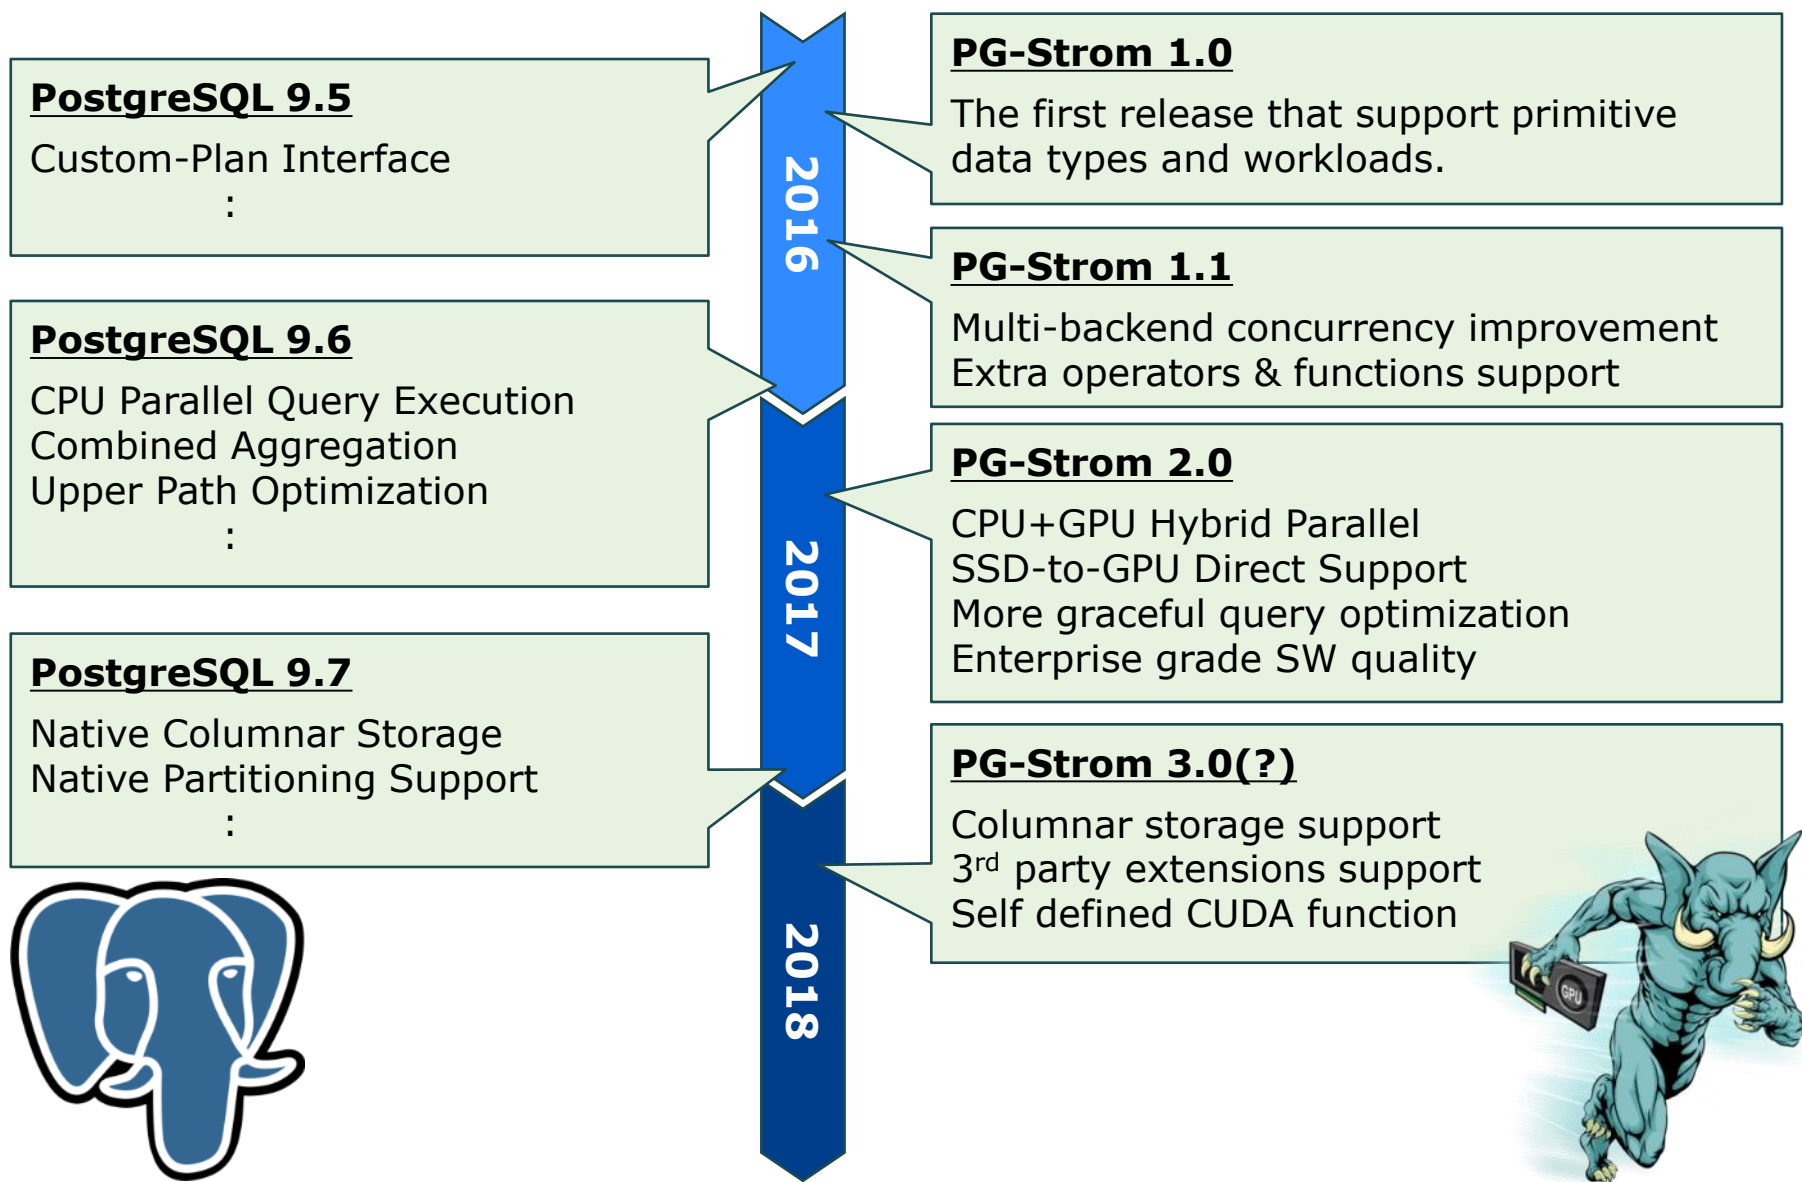 PostgreSQL 9.5
Custom-Plan Interface
:
PostgreSQL 9.6
CPU Parallel Query Execution
Combined Aggregation
Upper Path Optimization
:
PostgreSQL 9.7
Native Columnar Storage
Native Partitioning Support
:
2016
2017
2018
PG-Strom 1.0
The first release that support primitive
data types and workloads.
PG-Strom 1.1
Multi-backend concurrency improvement
Extra operators & functions support
PG-Strom 2.0
CPU+GPU Hybrid Parallel
SSD-to-GPU Direct Support
More graceful query optimization
Enterprise grade SW quality
PG-Strom 3.0(?)
Columnar storage support
3rd party extensions support
Self defined CUDA function
GPU